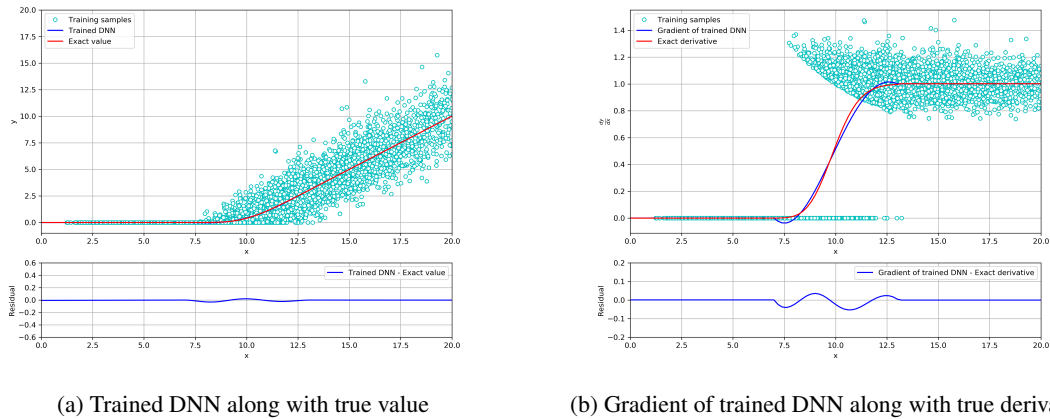 20.0
17.5
15.0
12.5
10.0
7.5
5.0
2.5
0.0
y
Training samples
Trained DNN
Exact value
0.0 2.5 5.0 7.5 10.0 12.5 15.0 17.5 20.0
x
0.6
0.4
0.2
0.0
−0.2
−0.4
−0.6
Residual
Trained DNN - Exact value
0.0 2.5 5.0 7.5 10.0 12.5 15.0 17.5 20.0
x
(a) Trained DNN along with true value
1.4
1.2
1.0
0.8
0.6
0.4
0.2
0.0
dy
dx
Training samples
Gradient of trained DNN
Exact derivative
0.0 2.5 5.0 7.5 10.0 12.5 15.0 17.5 20.0
x
0.2
0.1
0.0
−0.1
−0.2
Residual
Gradient of trained DNN - Exact derivative
0.0 2.5 5.0 7.5 10.0 12.5 15.0 17.5 20.0
x
(b) Gradient of trained DNN along with true deriv